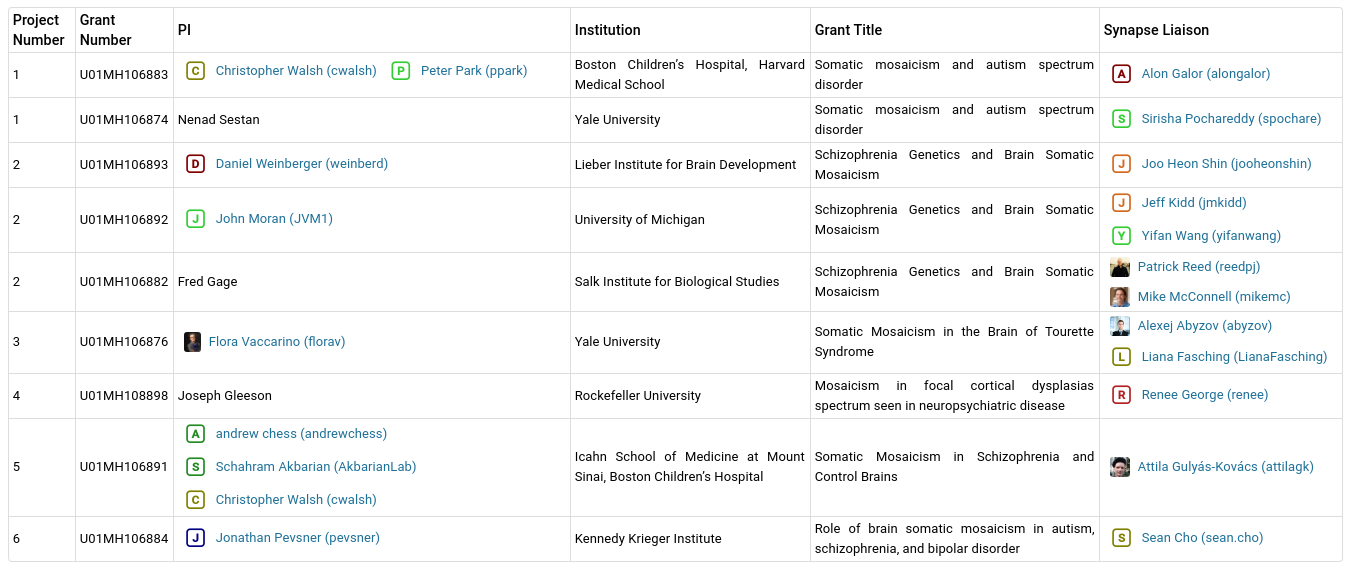 Project Number Grant Number PI Institution Grant Title Synapse Liaison
1 U01MH106883 C Christopher Walsh (cwalsh) P Peter Park (ppark) Boston Children’s Hospital, Harvard Medical School Somatic mosaicism and autism spectrum disorder A Alon Galor (alongalor)
1 U01MH106874 Nenad Sestan Yale University Somatic mosaicism and autism spectrum disorder S Sirisha Pochareddy (spochare)
2 U01MH106893 D Daniel Weinberger (weinberd) Lieber Institute for Brain Development Schizophrenia Genetics and Brain Somatic Mosaicism J Joo Heon Shin (jooheonshin)
2 U01MH106892 J John Moran (JVM1) University of Michigan Schizophrenia Genetics and Brain Somatic Mosaicism J Jeff Kidd (jmkidd)
Y Yifan Wang (yifanwang)
2 U01MH106882 Fred Gage Salk Institute for Biological Studies Schizophrenia Genetics and Brain Somatic Mosaicism Patrick Reed (reedpj)
Mike McConnell (mikemc)
3 U01MH106876 Flora Vaccarino (florav) Yale University Somatic Mosaicism in the Brain of Tourette Syndrome Alexej Abyzov (abyzov)
L Liana Fasching (LianaFasching)
4 U01MH108898 Joseph Gleeson Rockefeller University Mosaicism in focal cortical dysplasias spectrum seen in neuropsychiatric disease R Renee George (renee)
5 U01MH106891 A andrew chess (andrewchess)
S Schahram Akbarian (AkbarianLab)
C Christopher Walsh (cwalsh) Icahn School of Medicine at Mount Sinai, Boston Children’s Hospital Somatic Mosaicism in Schizophrenia and Control Brains Attila Gulyás-Kovács (attilagk)
6 U01MH106884 J Jonathan Pevsner (pevsner) Kennedy Krieger Institute Role of brain somatic mosaicism in autism, schizophrenia, and bipolar disorder S Sean Cho (sean.cho)